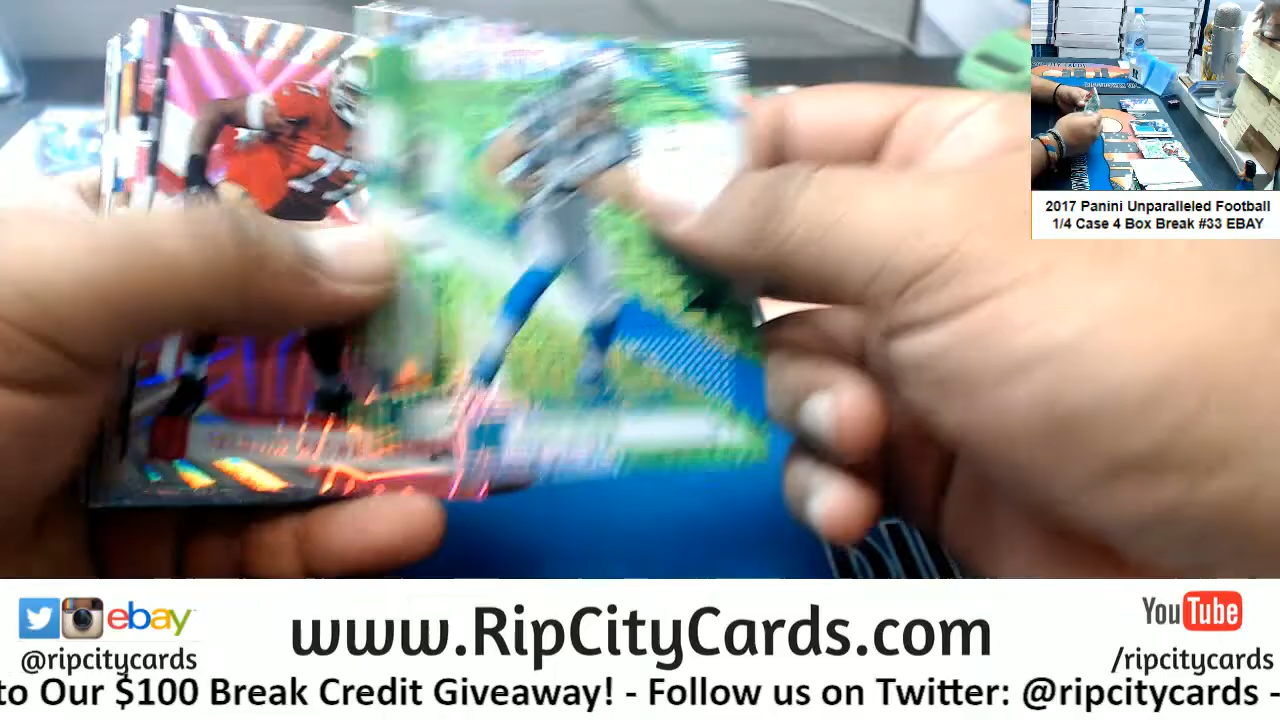 2017 Panini Unparalleled Football
1/4 Case 4 Box Break #33 EBAY
ebay
@ripcitycards
www.RipCityCards.com
YouTube
/ripcitycards
to Our $100 Break Credit Giveaway! - Follow us on Twitter: @ripcitycards -